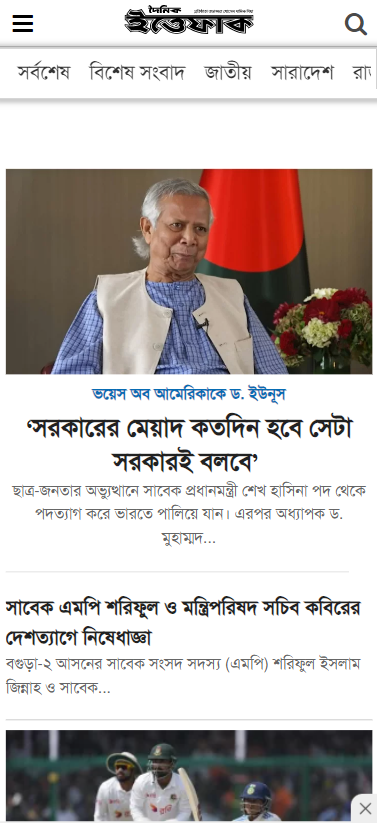 দৈনিক
ইত্তেফাক
সর্বশেষ বিশেষ সংবাদ জাতীয় সারাদেশ
ভয়েস অব আমেরিকাকে ড. ইউনূস
‘সরকারের মেয়াদ কতদিন হবে সেটা
সরকারই বলবে’
ছাত্র-জনতার অভ্যুত্থানে সাবেক প্রধানমন্ত্রী শেখ হাসিনা পদ থেকে
পদত্যাগ করে ভারতে পালিয়ে যান। এরপর অধ্যাপক ড.
মুহাম্মদ...
সাবেক এমপি শরিফুল ও মন্ত্রিপরিষদ সচিব কবিরের
দেশত্যাগে নিষেধাজ্ঞা
বগুড়া-২ আসনের সাবেক সংসদ সদস্য (এমপি) শরিফুল ইসলাম
জিন্নাহ ও সাবেক...